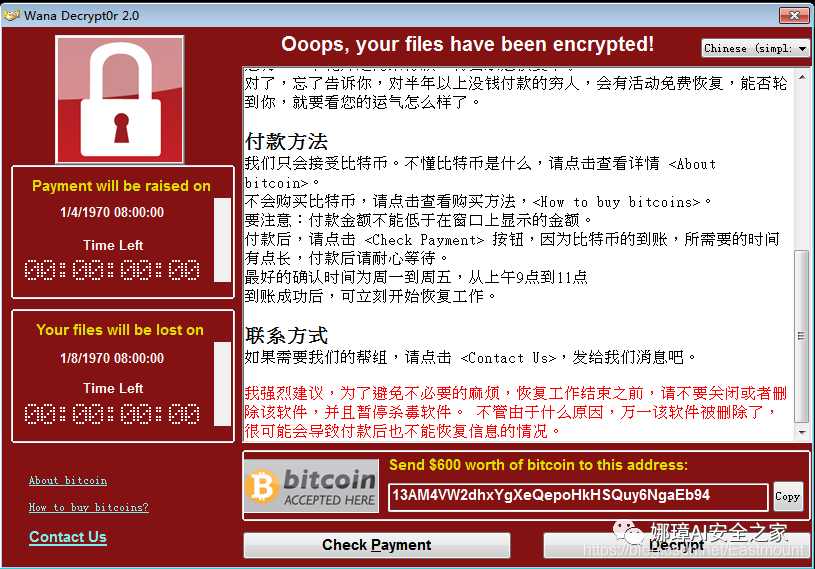 Wana Decrypt0r 2.0
Ooops, your files have been encrypted!
Chinese (simpl:
对了，忘了告诉你，对半年以上没钱付款的穷人，会有活动免费恢复，能否轮
到你，就要看您的运气怎么样了。
付款方法
我们只会接受比特币。不懂比特币是什么，请点击查看详情 <About
bitcoin>。
不会购买比特币，请点击查看购买方法，<How to buy bitcoins>。
要注意：付款金额不能低于在窗口上显示的金额。
付款后，请点击 <Check Payment> 按钮，因为比特币的到账，所需要的时间
有点长，付款后请耐心等待。
最好的确认时间为周一到周五，从上午9点到11点
到账成功后，可立刻开始恢复工作。
联系方式
如果需要我们的帮组，请点击 <Contact Us>，发给我们消息吧。
我强烈建议，为了避免不必要的麻烦，恢复工作结束之前，请不要关闭或者删
除该软件，并且暂停杀毒软件。 不管由于什么原因，万一该软件被删除了，
很可能会导致付款后也不能恢复信息的情况。
Payment will be raised on
1/4/1970 08:00:00
Time Left
00:00:00:00
Your files will be lost on
1/8/1970 08:00:00
Time Left
00:00:00:00
About bitcoin
How to buy bitcoins?
Contact Us
bitcoin
ACCEPTED HERE
Send $600 worth of bitcoin to this address:
13AM4VW2dhxYgXeQepoHkHSQuy6NgaEb94
Copy
Check Payment
Decrypt
娜璋AI安全之家
https://blog.csdn.net/Eastmount